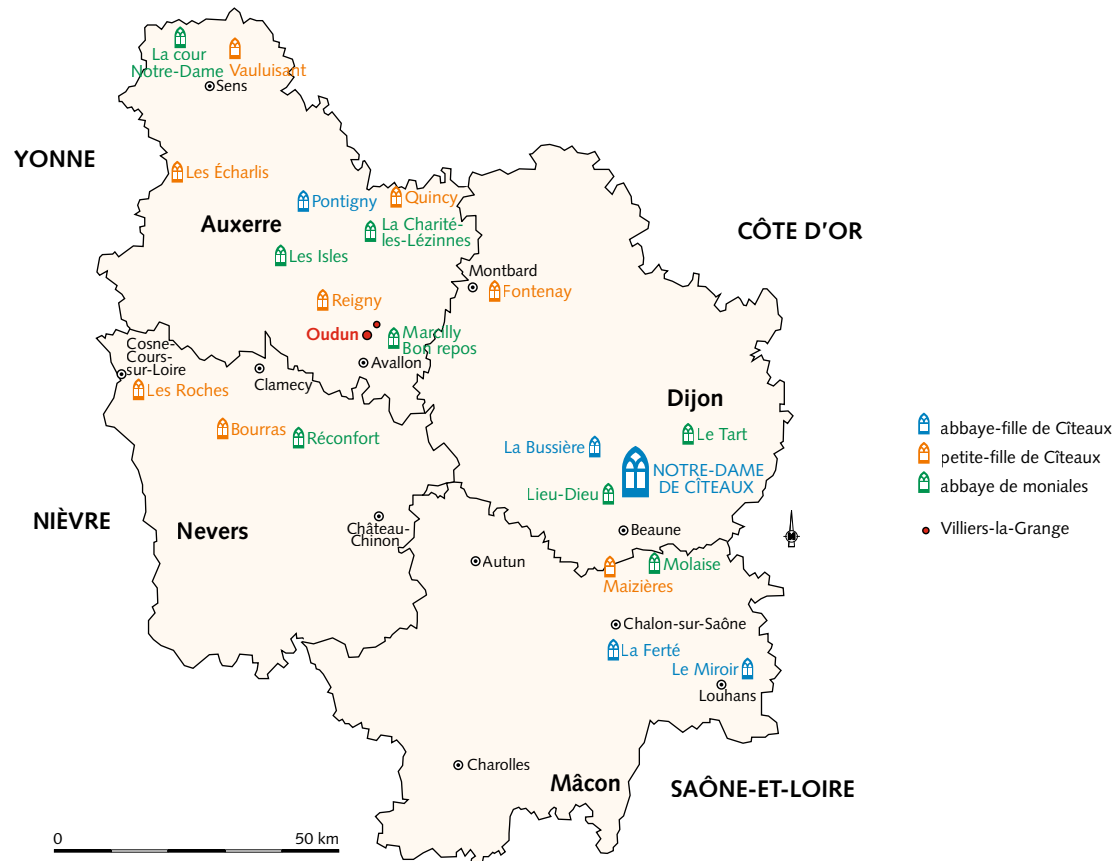 La cour
Notre-Dame
Vauluisant
Sens
YONNE
Les Écharlis
Pontigny
Quincy
Auxerre
La Charité-
les-Lézinnes
CÔTE D'OR
Les Isles
Montbard
Fontenay
Reigny
Oudun
Marcilly
Bon repos
Cosne-
Cours-
sur-Loire
Avallon
Clamecy
Les Roches
Dijon
Bourras
Réconfort
La Bussière
Le Tart
NOTRE-DAME
DE CÎTEAUX
Lieu-Dieu
NIÈVRE
Nevers
Château-
Chinon
Beaune
Autun
Molaise
Maizières
Chalon-sur-Saône
La Ferté
Le Miroir
Louhans
Charolles
Mâcon
SAÔNE-ET-LOIRE
0 50 km
abbaye-fille de Cîteaux
petite-fille de Cîteaux
abbaye de moniales
Villiers-la-Grange